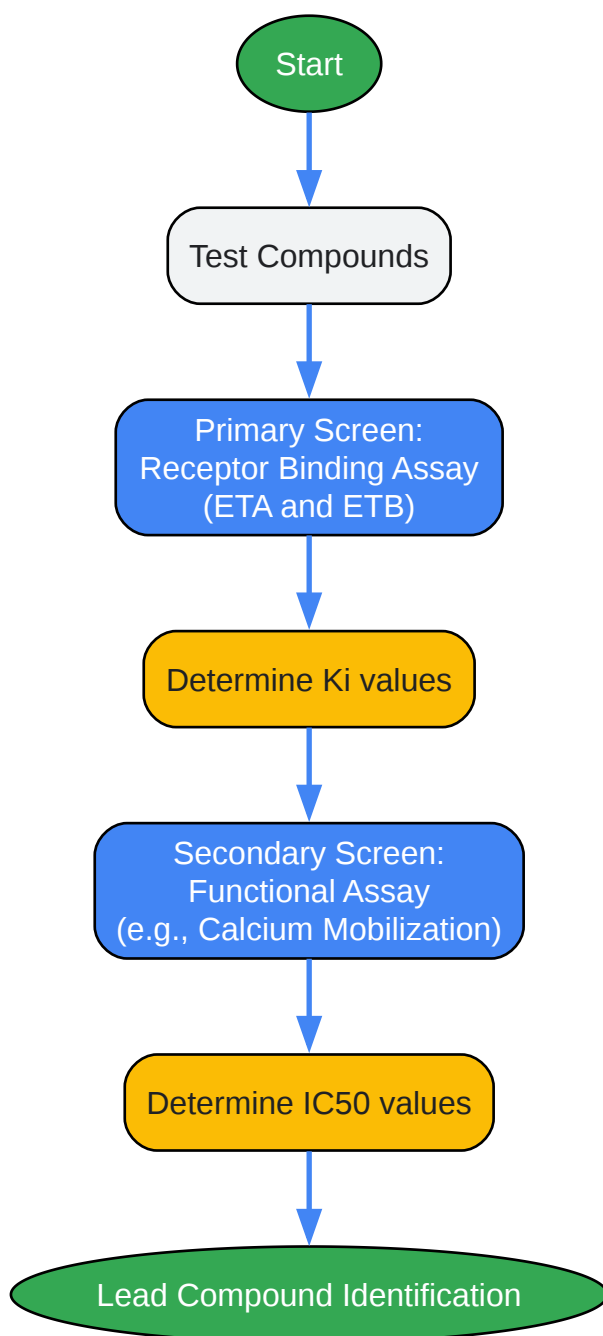 Start
Test Compounds
Primary Screen:
Receptor Binding Assay
(ETA and ETB)
Determine Ki values
Secondary Screen:
Functional Assay
(e.g., Calcium Mobilization)
Determine IC50 values
Lead Compound Identification